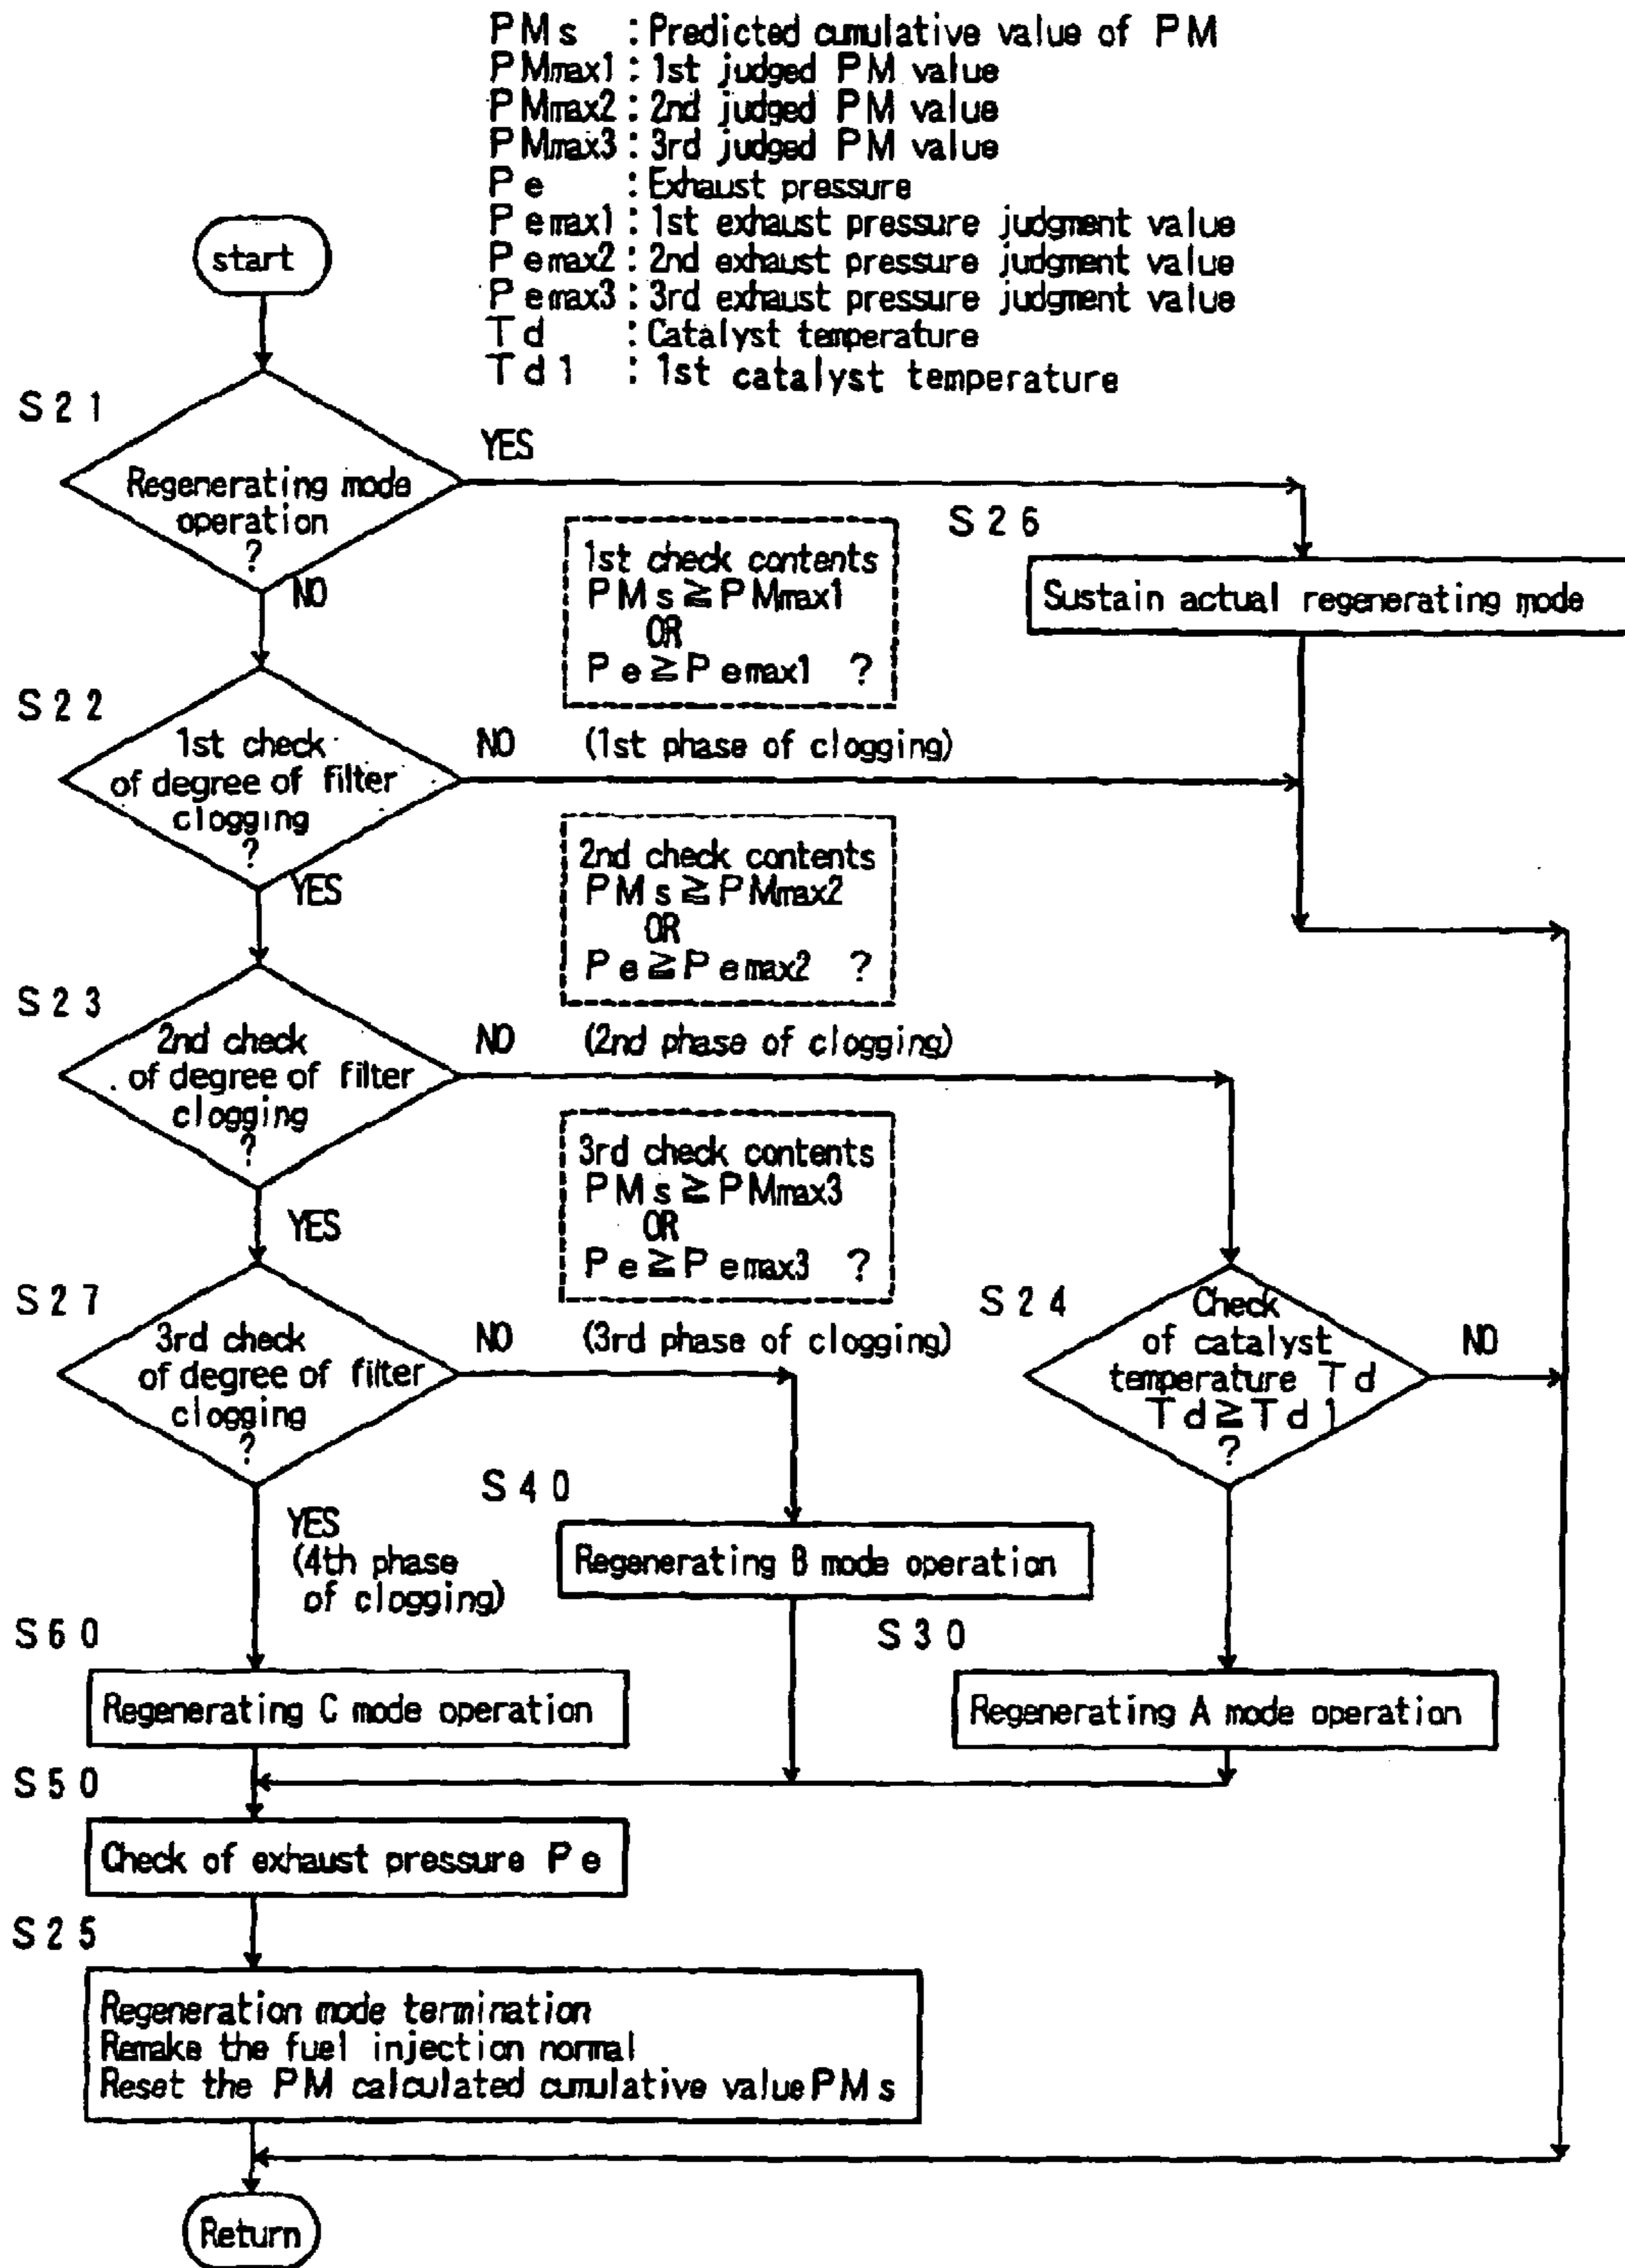 PMs : Predicted cumulative value of PM
PMmax1 : 1st judged PM value
PMmax2 : 2nd judged PM value
PMmax3 : 3rd judged PM value
Pe : Exhaust pressure
Pemax1 : 1st exhaust pressure judgment value
Pemax2 : 2nd exhaust pressure judgment value
Pemax3 : 3rd exhaust pressure judgment value
Td : Catalyst temperature
Td1 : 1st catalyst temperature
start
S21
Regenerating mode
operation
?
YES
NO
S26
Sustain actual regenerating mode
1st check contents
PMs≧PMmax1
OR
Pe≧Pemax1 ?
S22
1st check
of degree of filter
clogging
?
NO (1st phase of clogging)
YES
2nd check contents
PMs≧PMmax2
OR
Pe≧Pemax2 ?
S23
2nd check
of degree of filter
clogging
?
NO (2nd phase of clogging)
YES
3rd check contents
PMs≧PMmax3
OR
Pe≧Pemax3 ?
S27
3rd check
of degree of filter
clogging
?
NO (3rd phase of clogging)
S24
Check
of catalyst
temperature Td
Td≧Td1
?
NO
YES
(4th phase
of clogging)
S40
Regenerating B mode operation
S60
Regenerating C mode operation
S30
Regenerating A mode operation
S50
Check of exhaust pressure Pe
S25
Regeneration mode termination
Remake the fuel injection normal
Reset the PM calculated cumulative value PMs
Return